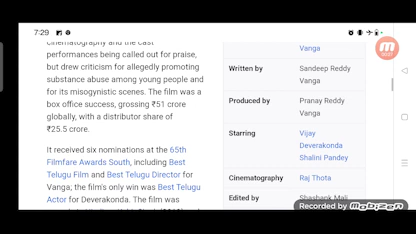 7:29
cinematography and the cast
performances being called out for praise,
but drew criticism for allegedly promoting
substance abuse among young people and
for its misogynistic scenes. The film was a
box office success, grossing ₹51 crore
globally, with a distributor share of
₹25.5 crore.
It received six nominations at the 65th
Filmfare Awards South, including Best
Telugu Film and Best Telugu Director for
Vanga; the film's only win was Best Telugu
Actor for Deverakonda. The film was
Vanga
Written by
Sandeep Reddy
Vanga
Produced by
Pranay Reddy
Vanga
Starring
Vijay
Deverakonda
Shalini Pandey
Cinematography
Raj Thota
Edited by
Shashank Mali
Recorded by Mobizen